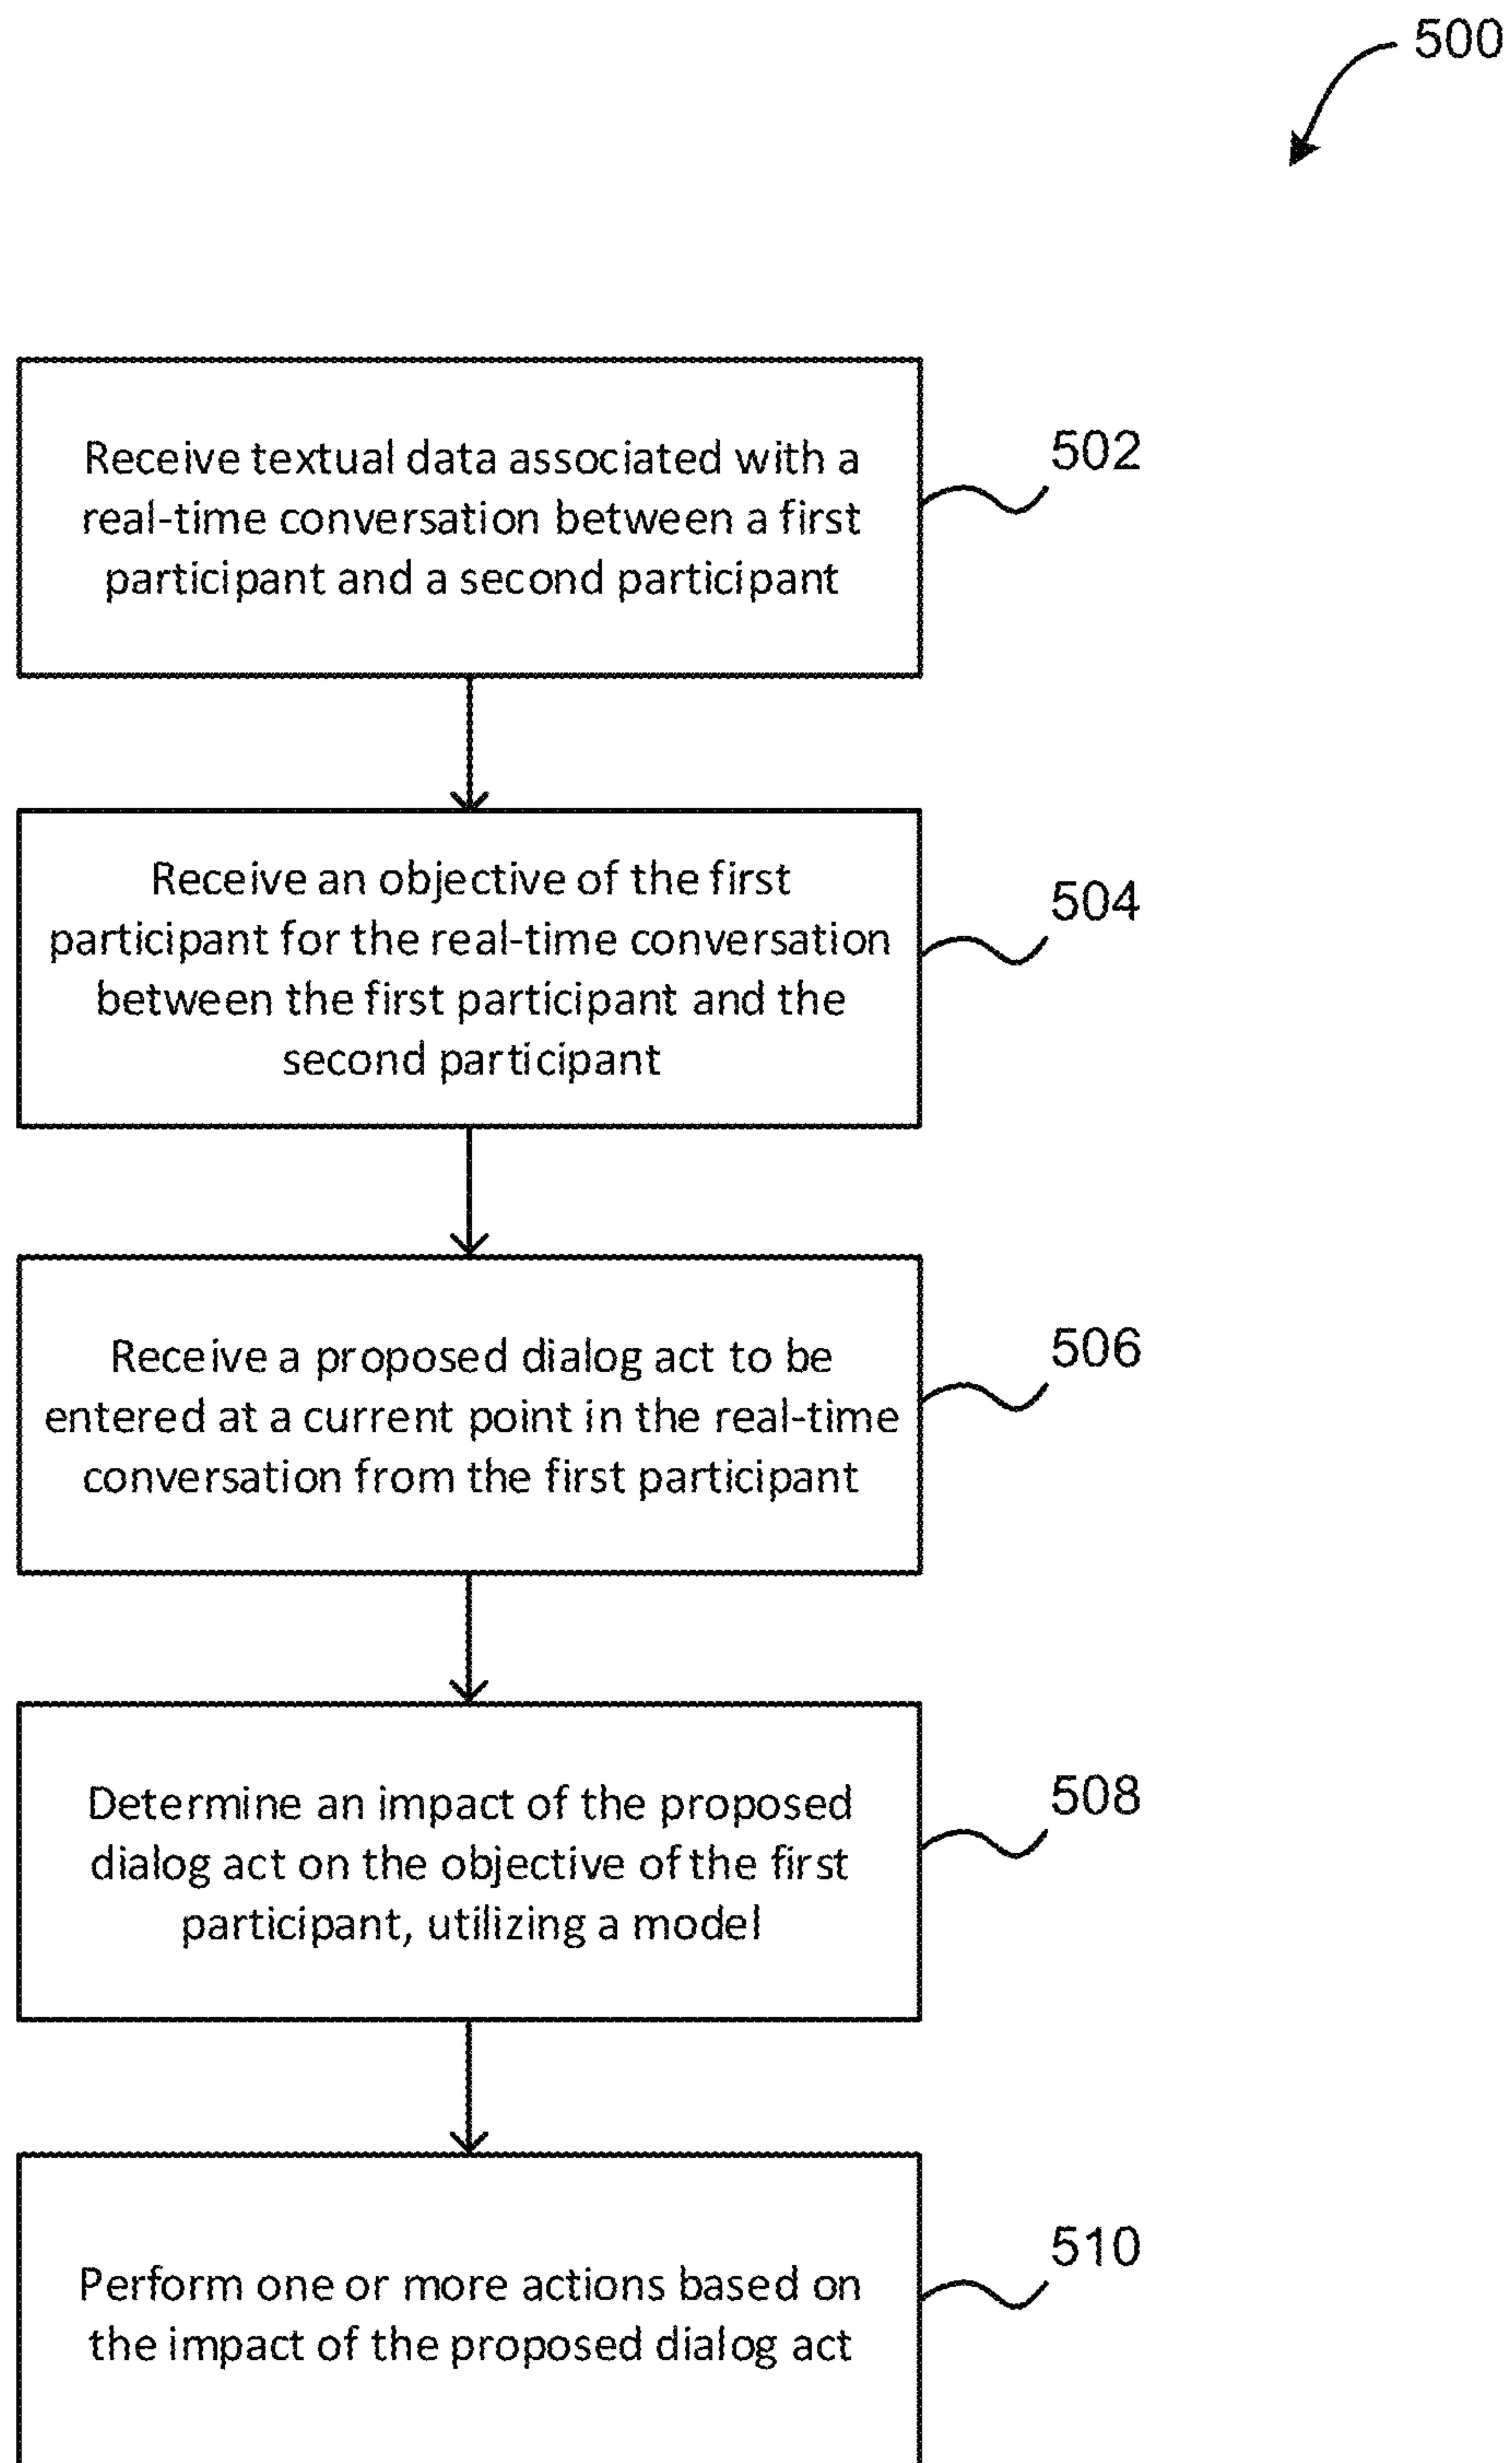 500
Receive textual data associated with a
real-time conversation between a first
participant and a second participant
502
Receive an objective of the first
participant for the real-time conversation
between the first participant and the
second participant
504
Receive a proposed dialog act to be
entered at a current point in the real-time
conversation from the first participant
506
Determine an impact of the proposed
dialog act on the objective of the first
participant, utilizing a model
508
Perform one or more actions based on
the impact of the proposed dialog act
510